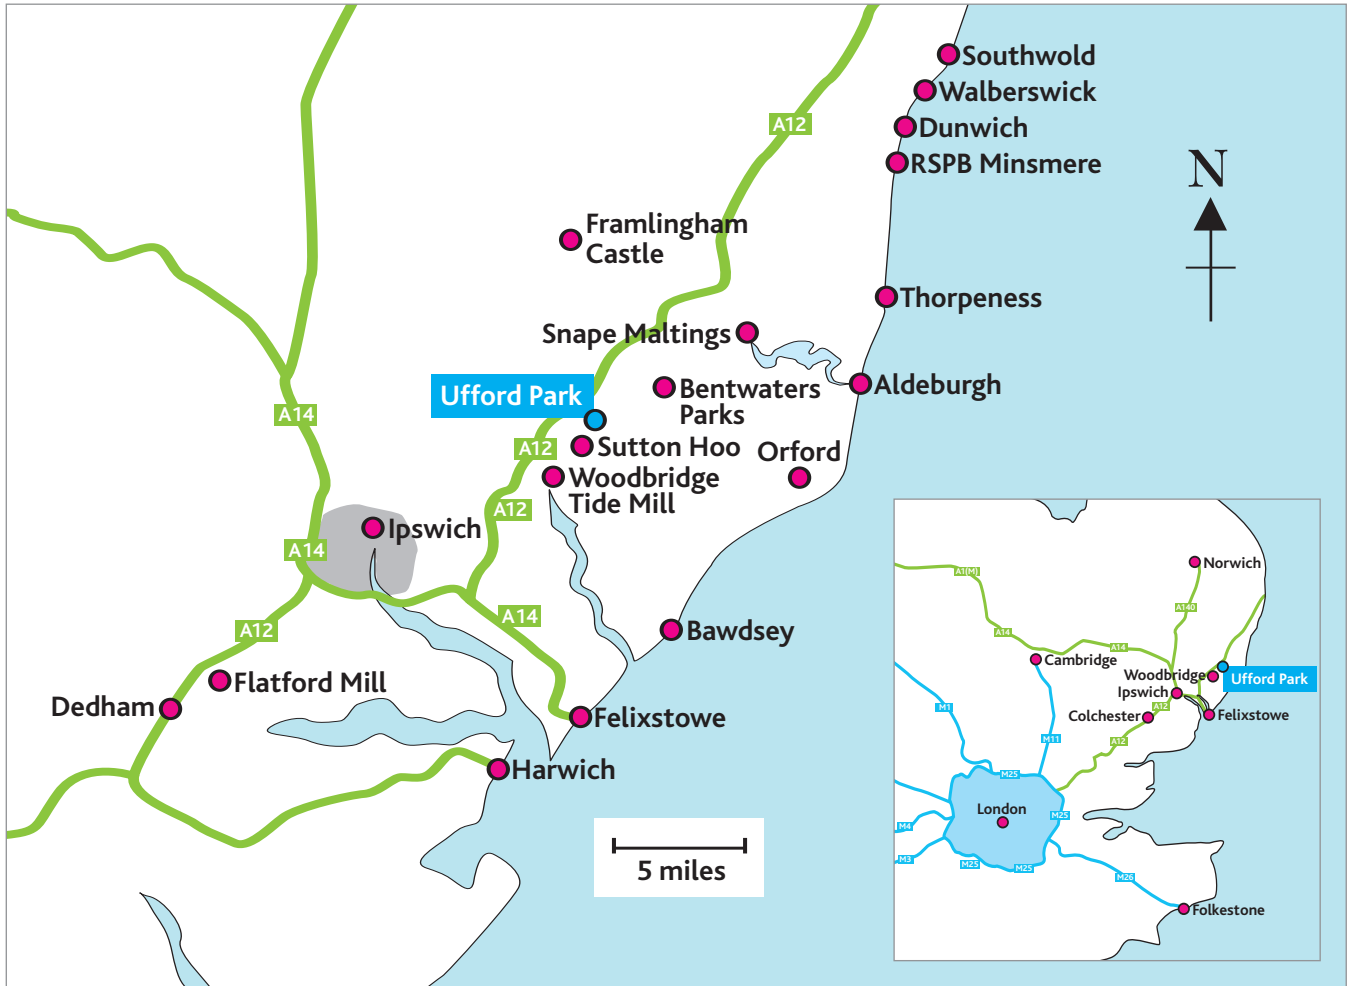 Southwold
Walberswick
A12
Dunwich
RSPB Minsmere
N
Framlingham
Castle
Thorpeness
Snape Maltings
Ufford Park
Bentwaters
Parks
Aldeburgh
A14
A12
Sutton Hoo
Orford
Woodbridge
Tide Mill
A12
Ipswich
A14
A14
A12
Bawdsey
Flatford Mill
Dedham
Felixstowe
Harwich
5 miles
Norwich
A1(M)
A140
A14
A14
Cambridge
Woodbridge
Ufford Park
Ipswich
A12
Colchester
Felixstowe
M1
M11
A12
M25
London
M25
M4
M3
M25
M25
M26
Folkestone